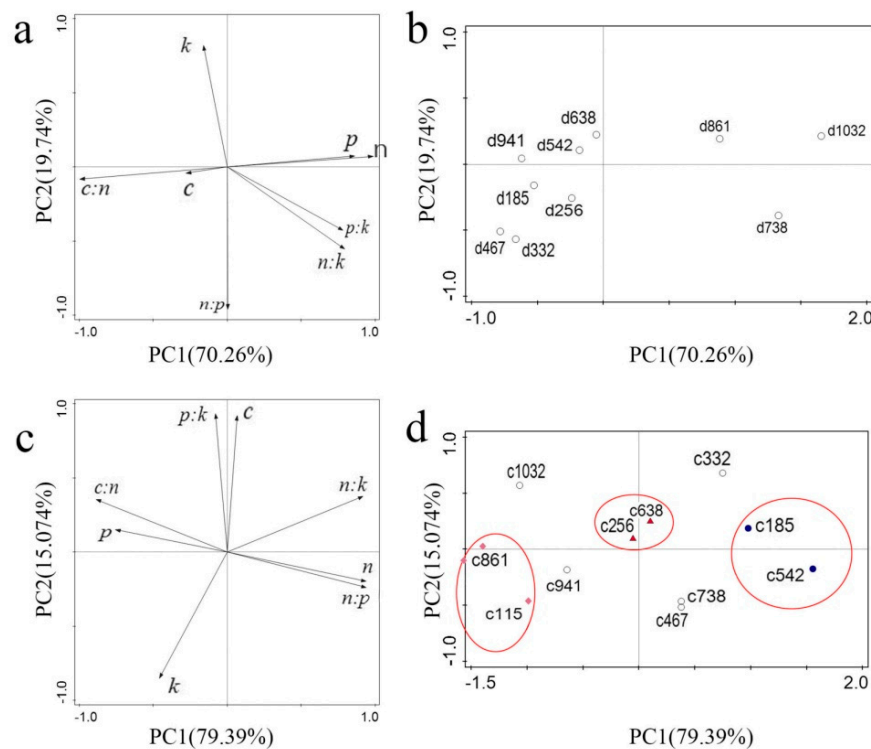 a
1.0
k
p
n
c
c:n
p:k
n:k
n:p
-1.0
-1.0
1.0
PC2(19.74%)
PC1(70.26%)
b
1.0
d638
d861
d1032
d941
d542
d185
d256
d738
d467
d332
-1.0
-1.0
2.0
PC2(19.74%)
PC1(70.26%)
c
1.0
p:k
c
c:n
n:k
p
n
n:p
k
-1.0
-1.0
1.0
PC2(15.074%)
PC1(79.39%)
d
1.0
c332
c1032
c638
c256
c185
c861
c542
c941
c115
c738
c467
-1.0
-1.5
2.0
PC2(15.074%)
PC1(79.39%)